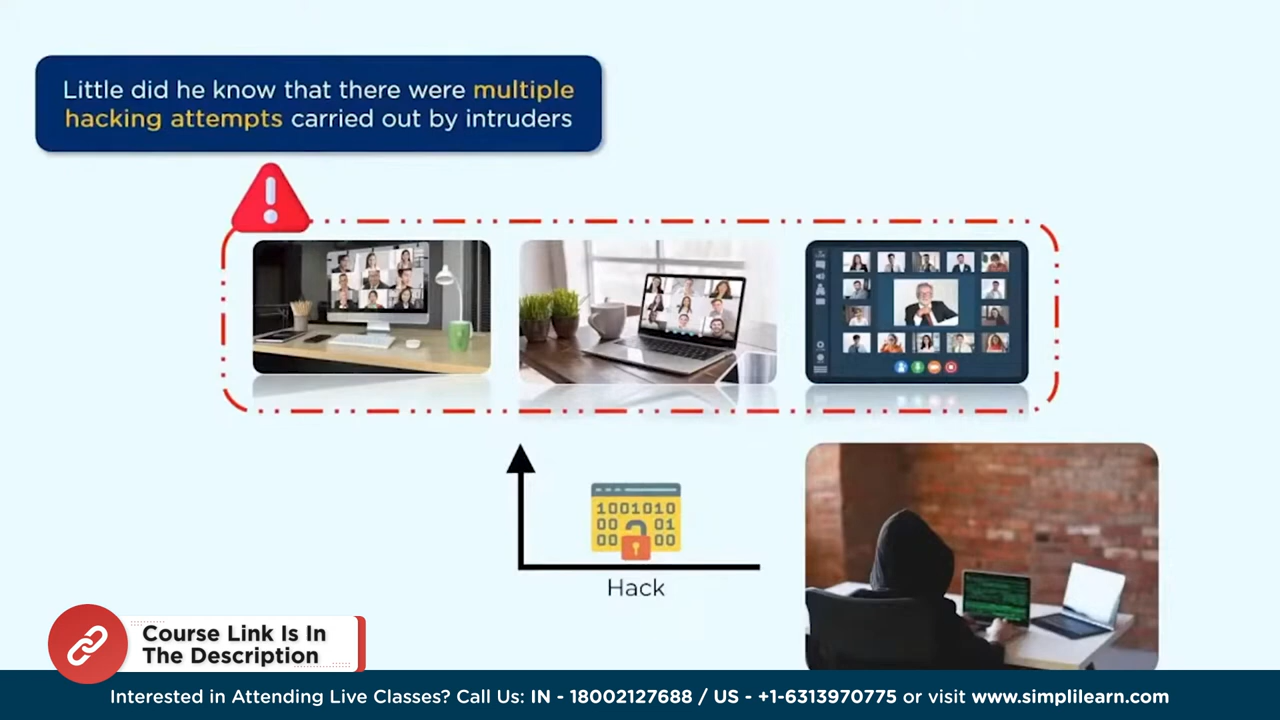 Little did he know that there were multiple
hacking attempts carried out by intruders
1001010
00 01
00 00
Hack
Course Link Is In
The Description
Interested in Attending Live Classes? Call Us: IN - 18002127688 / US - +1-6313970775 or visit www.simplilearn.com